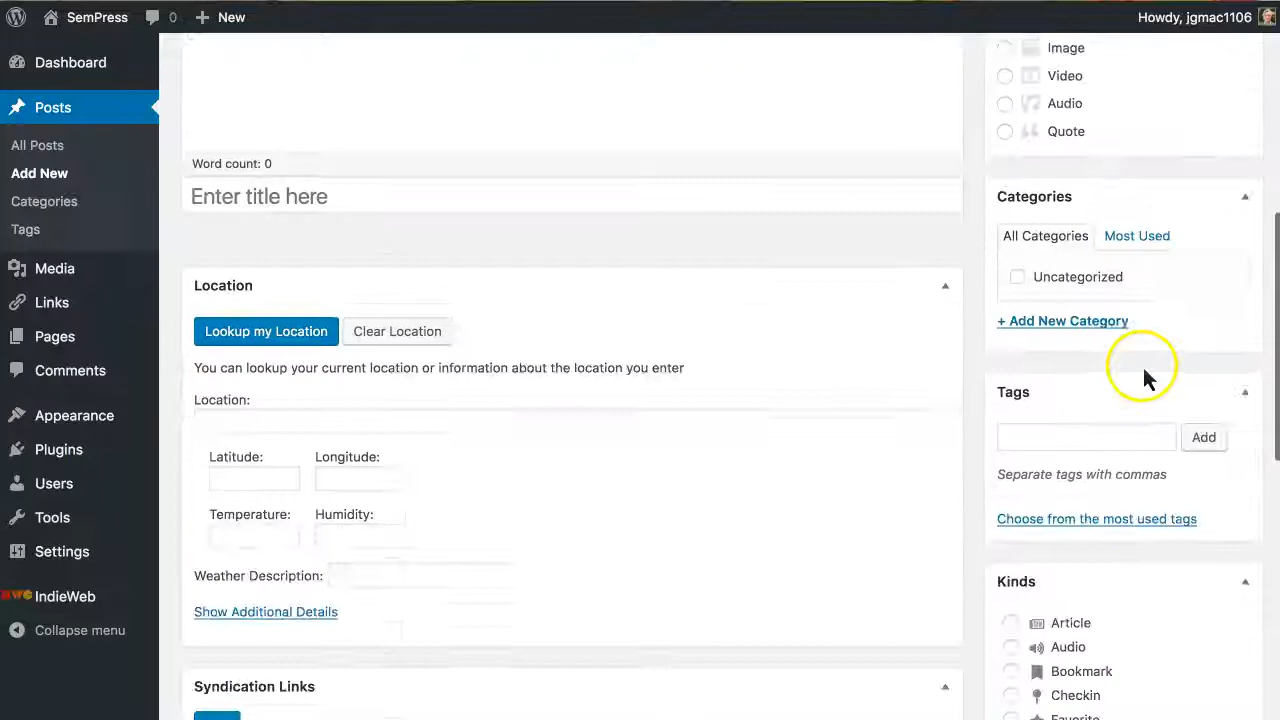 SemPress
0
New
Howdy, jgmac1106
Dashboard
Posts
All Posts
Add New
Categories
Tags
Media
Links
Pages
Comments
Appearance
Plugins
Users
Tools
Settings
IndieWeb
Collapse menu
Word count: 0
Enter title here
Location
Lookup my Location
Clear Location
You can lookup your current location or information about the location you enter
Location:
Latitude:
Longitude:
Temperature:
Humidity:
Weather Description:
Show Additional Details
Syndication Links
Image
Video
Audio
Quote
Categories
All Categories
Most Used
Uncategorized
+ Add New Category
Tags
Add
Separate tags with commas
Choose from the most used tags
Kinds
Article
Audio
Bookmark
Checkin
Favorite